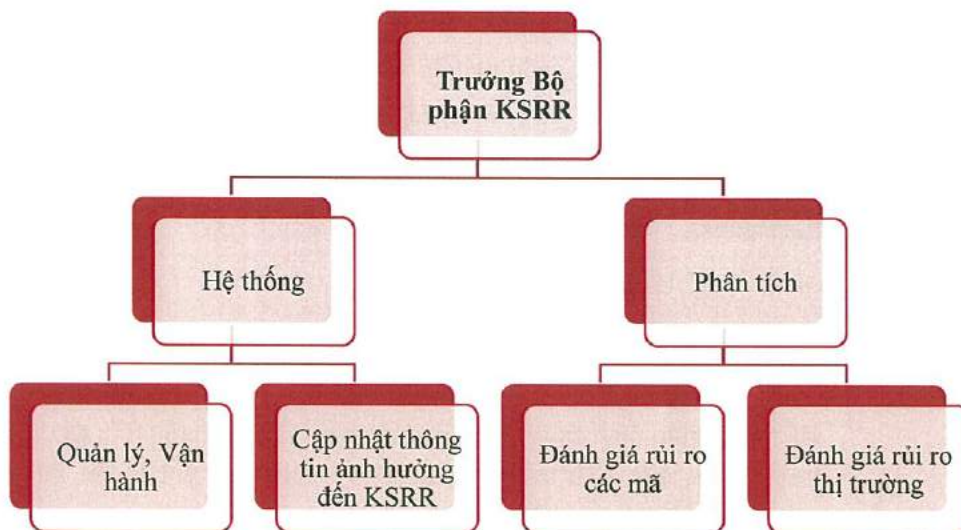 Trưởng Bộ
phận KSRR
Hệ thống
Phân tích
Quản lý, Vận
hành
Cập nhật thông
tin ảnh hưởng
đến KSRR
Đánh giá rủi ro
các mã
Đánh giá rủi ro
thị trường